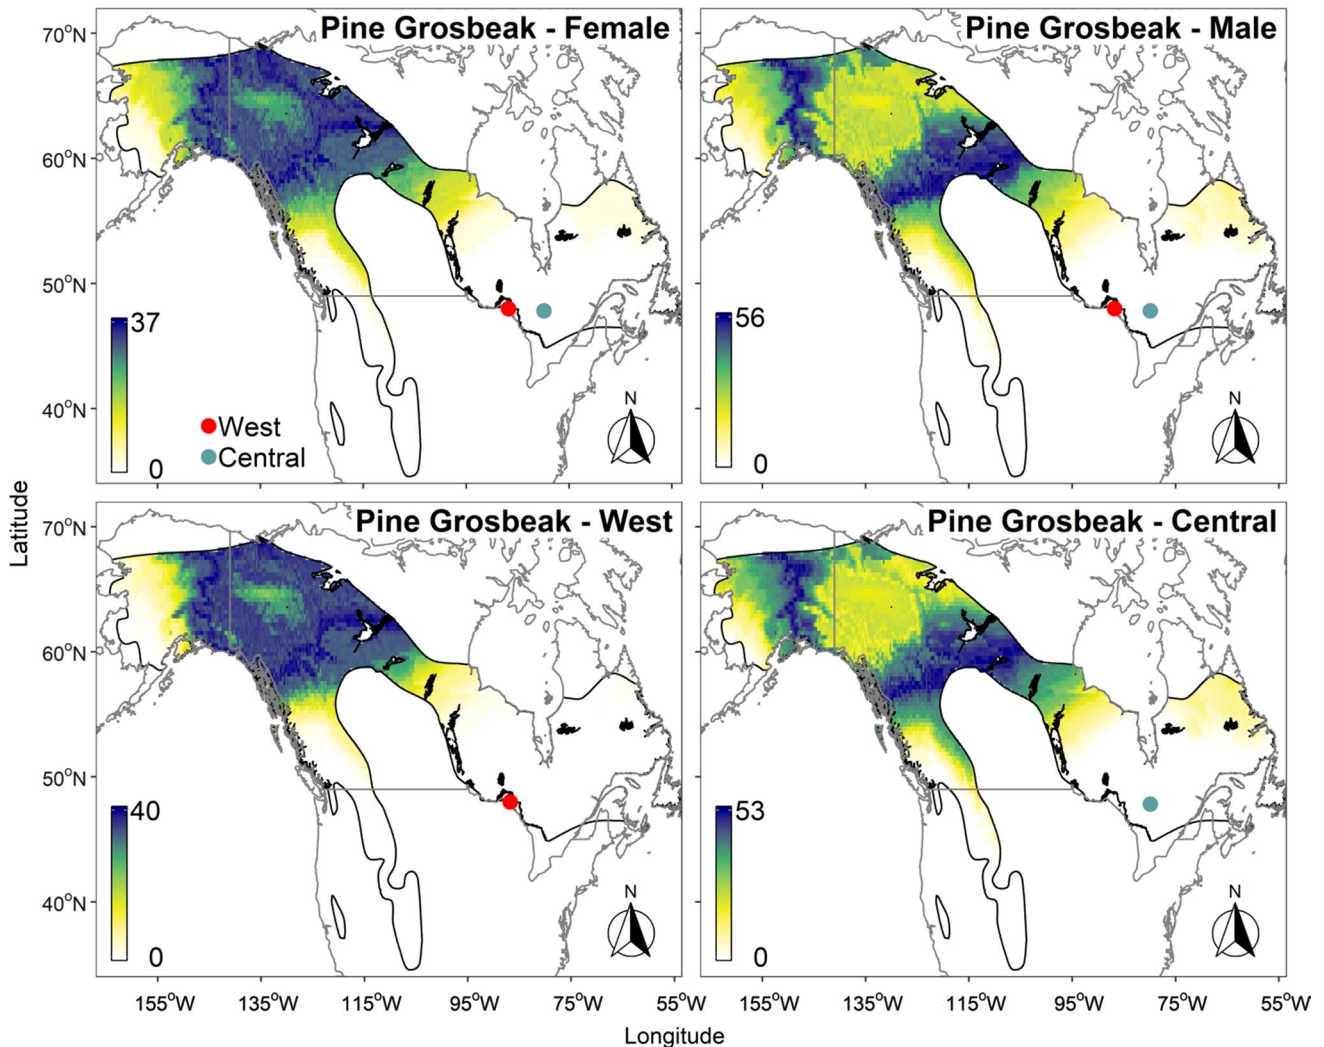 Pine Grosbeak - Female
Pine Grosbeak - Male
70°N
60°N
50°N
40°N
37
0
West
Central
N
56
0
N
Latitude
Pine Grosbeak - West
Pine Grosbeak - Central
70°N
60°N
50°N
40°N
40
0
N
53
0
N
155°W 135°W 115°W 95°W 75°W 55°W
155°W 135°W 115°W 95°W 75°W 55°W
Longitude